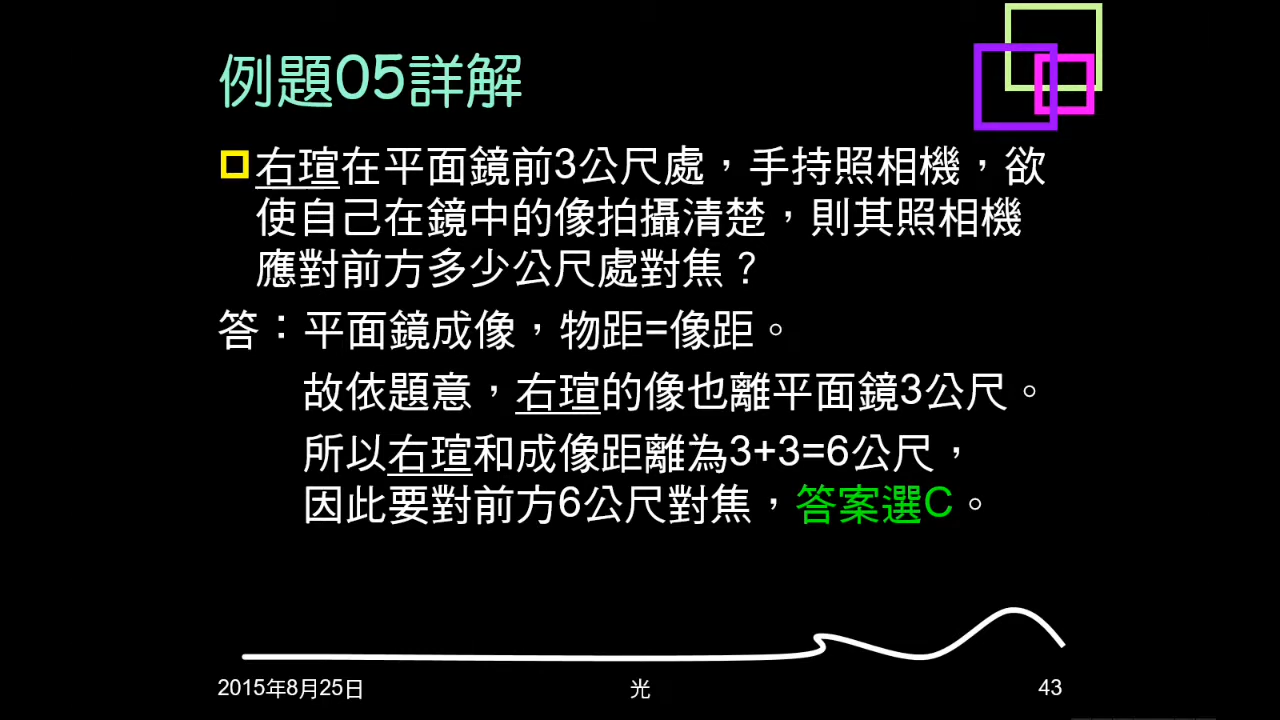 例題05詳解
右瑄在平面鏡前3公尺處，手持照相機，欲
使自己在鏡中的像拍攝清楚，則其照相機
應對前方多少公尺處對焦？
答：平面鏡成像，物距=像距。
故依題意，右瑄的像也離平面鏡3公尺。
所以右瑄和成像距離為3+3=6公尺，
因此要對前方6公尺對焦，答案選C。
2015年8月25日
光
43